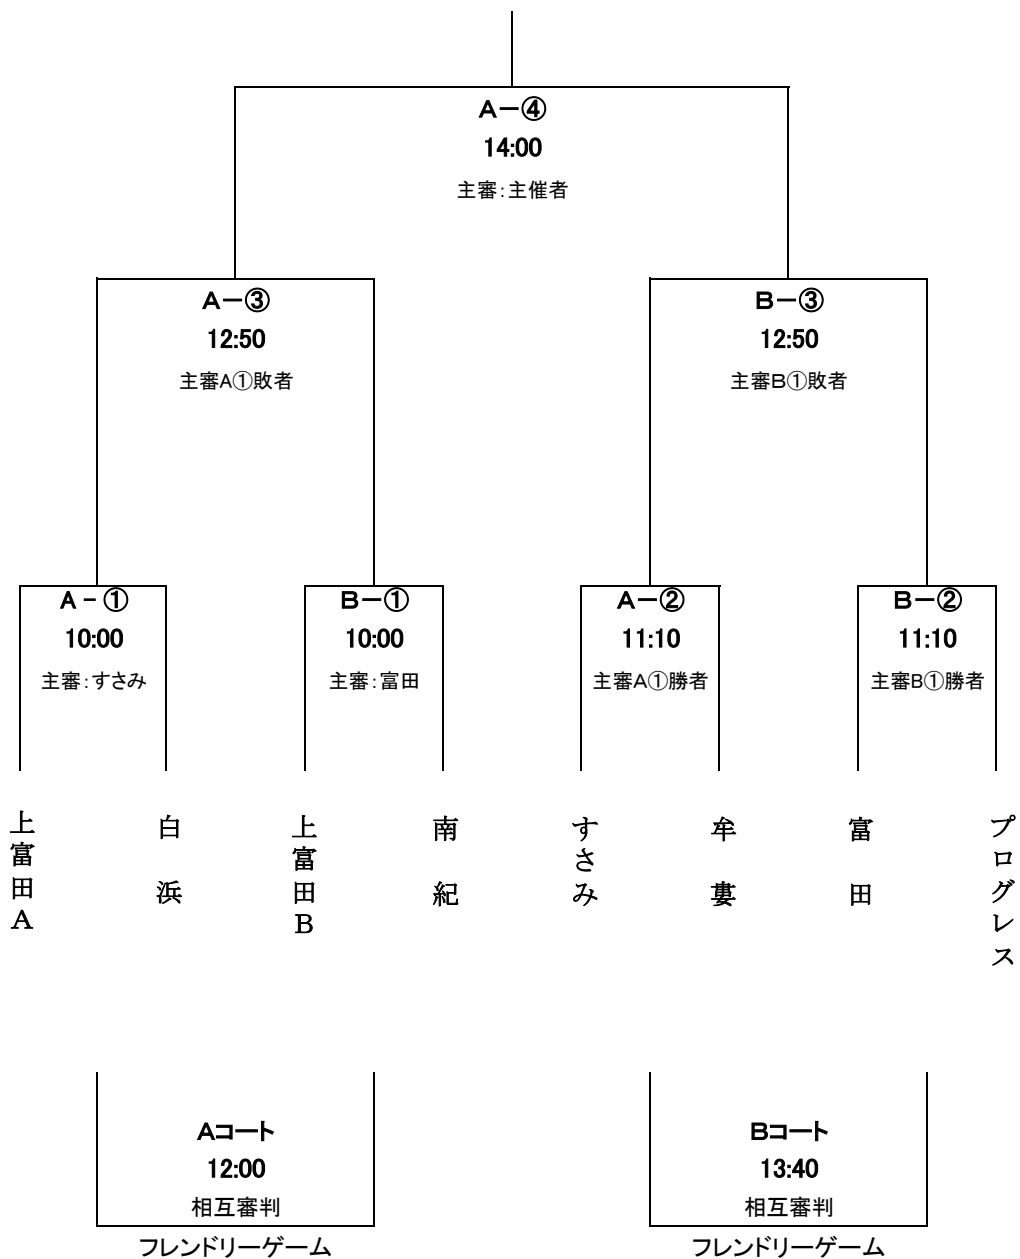 A－④
14:00
主審：主催者
A－③
12:50
主審A①敗者
B－③
12:50
主審B①敗者
A－①
10:00
主審：すさみ
B－①
10:00
主審：富田
A－②
11:10
主審A①勝者
B－②
11:10
主審B①勝者
上富田A
白浜
上富田B
南紀
すさみ
牟婁
富田
プログレス
Aコート
12:00
相互審判
フレンドリーゲーム
Bコート
13:40
相互審判
フレンドリーゲーム